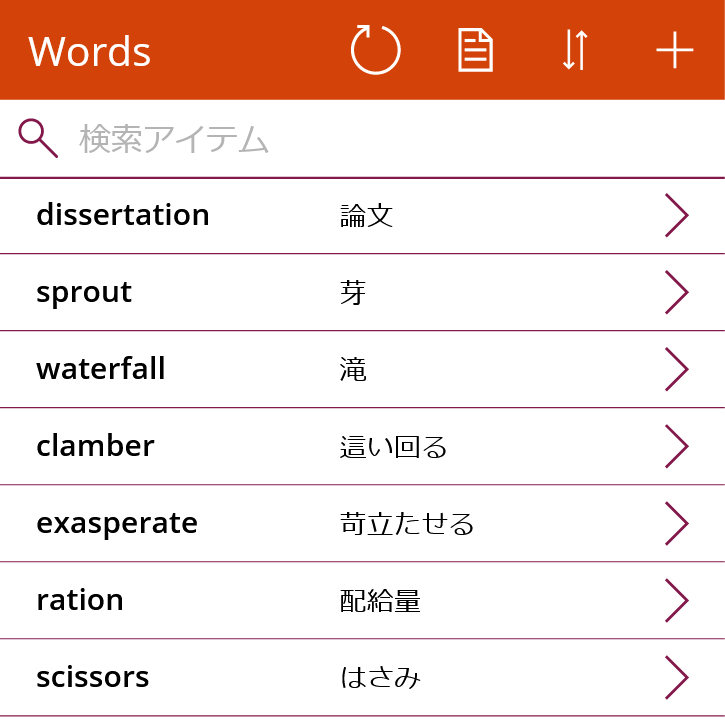 Words
検索アイテム
dissertation 論文
sprout 芽
waterfall 滝
clamber 這い回る
exasperate 苛立たせる
ration 配給量
scissors はさみ